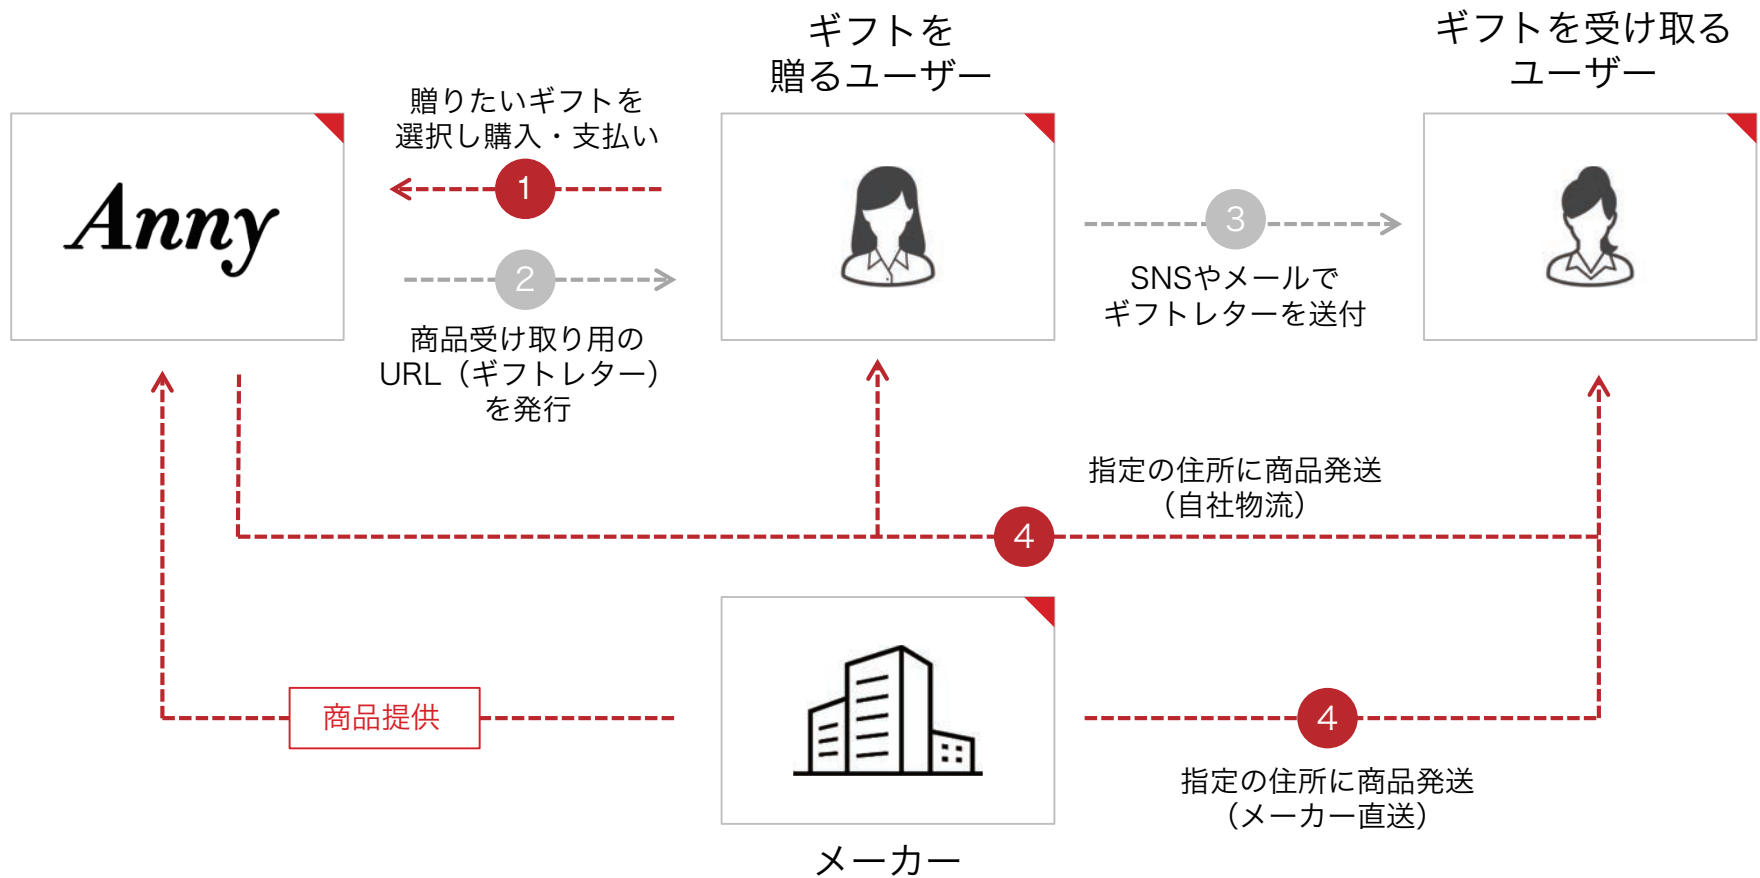 ギフトを
贈るユーザー
ギフトを受け取る
ユーザー
贈りたいギフトを
選択し購入・支払い
1
Anny
2
商品受け取り用の
URL（ギフトレター）
を発行
3
SNSやメールで
ギフトレターを送付
指定の住所に商品発送
（自社物流）
4
商品提供
4
指定の住所に商品発送
（メーカー直送）
メーカー